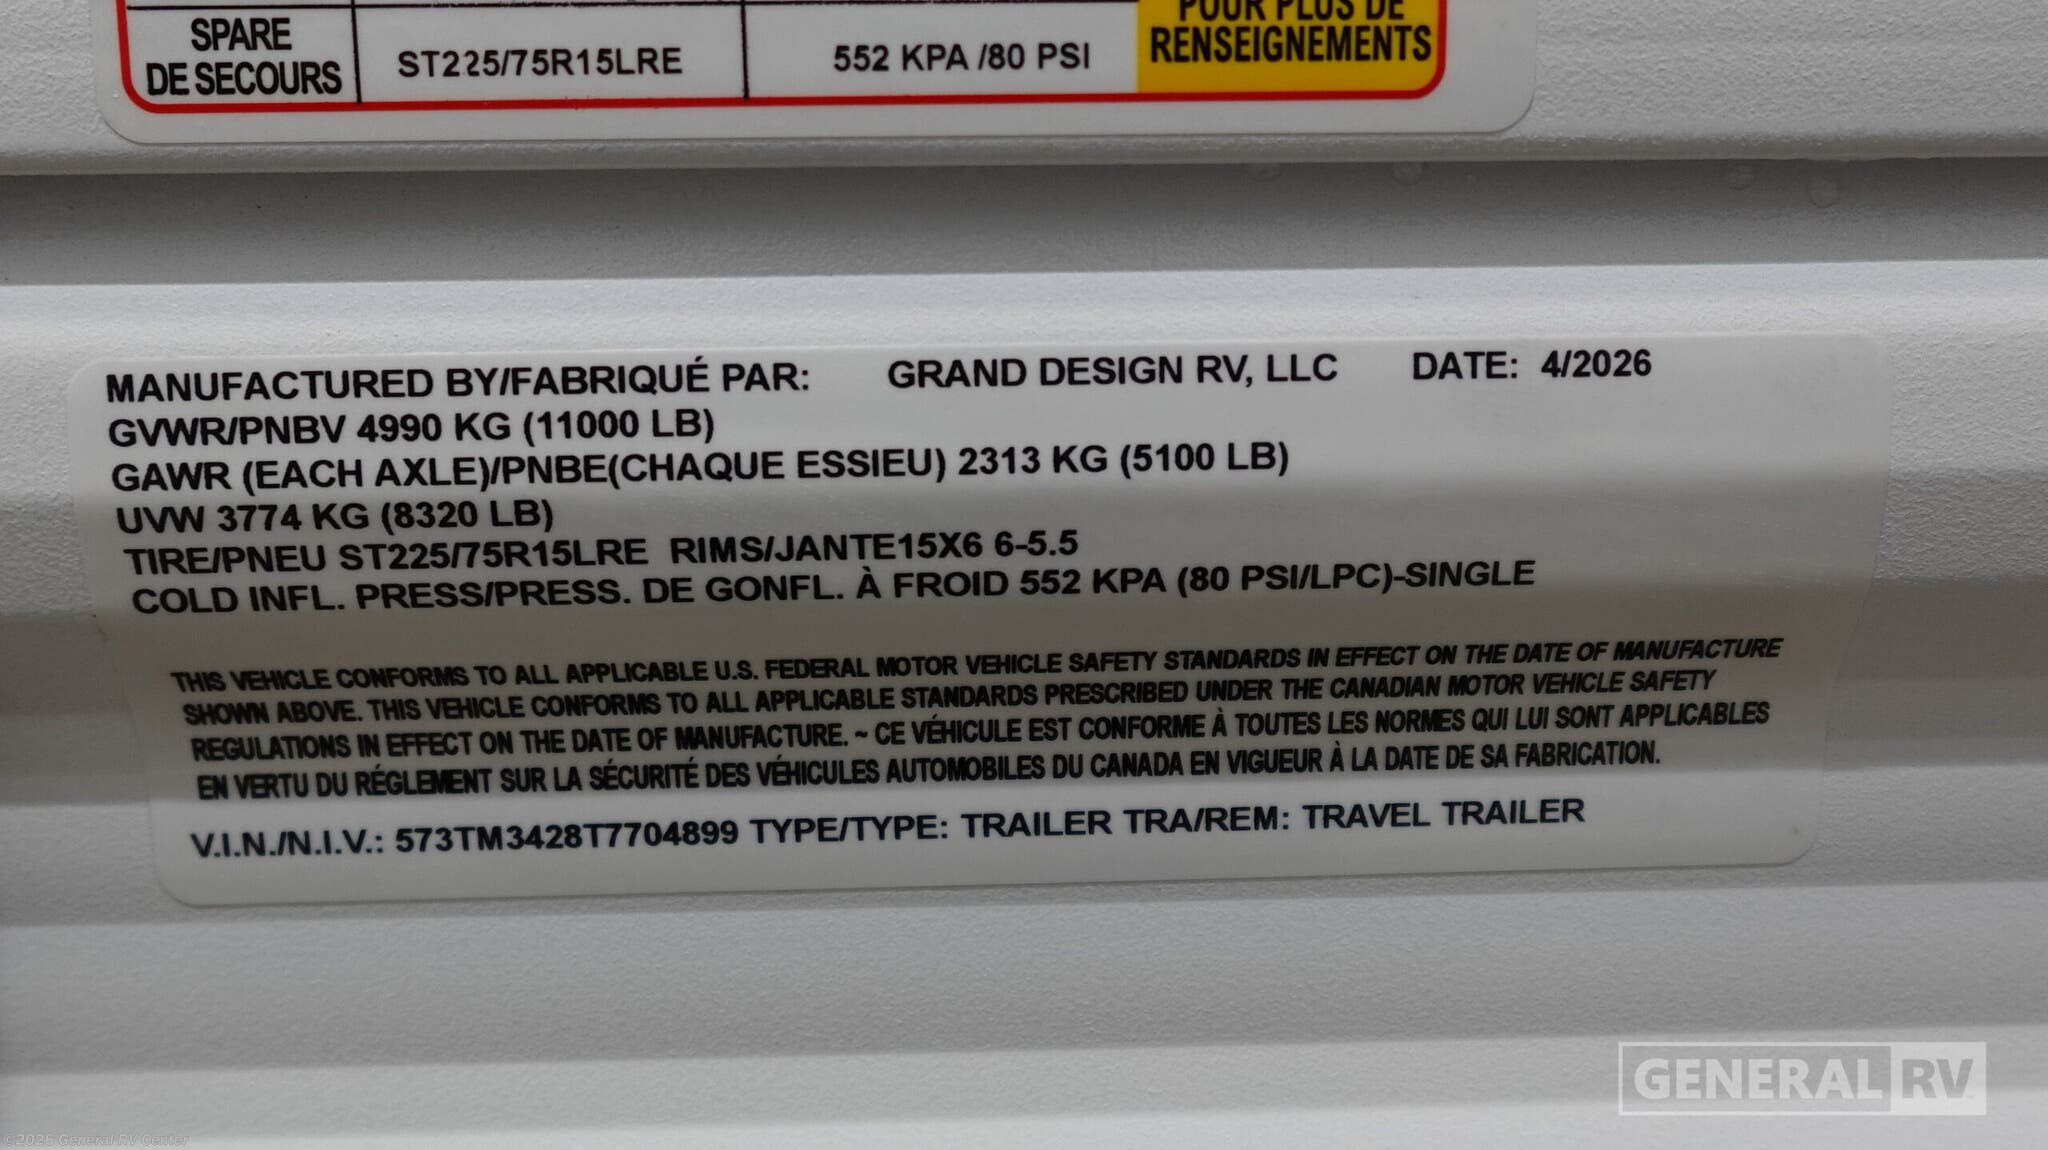 POUR PLUS DE
RENSEIGNEMENTS
SPARE
DE SECOURS
ST225/75R15LRE
552 KPA /80 PSI
MANUFACTURED BY/FABRIQUÉ PAR: GRAND DESIGN RV, LLC DATE: 4/2026
GVWR/PNBV 4990 KG (11000 LB)
GAWR (EACH AXLE)/PNBE(CHAQUE ESSIEU) 2313 KG (5100 LB)
UVW 3774 KG (8320 LB)
TIRE/PNEU ST225/75R15LRE RIMS/JANTE15X6 6-5.5
COLD INFL. PRESS/PRESS. DE GONFL. À FROID 552 KPA (80 PSI/LPC)-SINGLE
THIS VEHICLE CONFORMS TO ALL APPLICABLE U.S. FEDERAL MOTOR VEHICLE SAFETY STANDARDS IN EFFECT ON THE DATE OF MANUFACTURE
SHOWN ABOVE. THIS VEHICLE CONFORMS TO ALL APPLICABLE STANDARDS PRESCRIBED UNDER THE CANADIAN MOTOR VEHICLE SAFETY
REGULATIONS IN EFFECT ON THE DATE OF MANUFACTURE. ~ CE VÉHICULE EST CONFORME À TOUTES LES NORMES QUI LUI SONT APPLICABLES
EN VERTU DU RÉGLEMENT SUR LA SÉCURITÉ DES VÉHICULES AUTOMOBILES DU CANADA EN VIGUEUR À LA DATE DE SA FABRICATION.
V.I.N./N.I.V.: 573TM3428T7704899 TYPE/TYPE: TRAILER TRA/REM: TRAVEL TRAILER
GENERAL RV
©2025 General RV Center